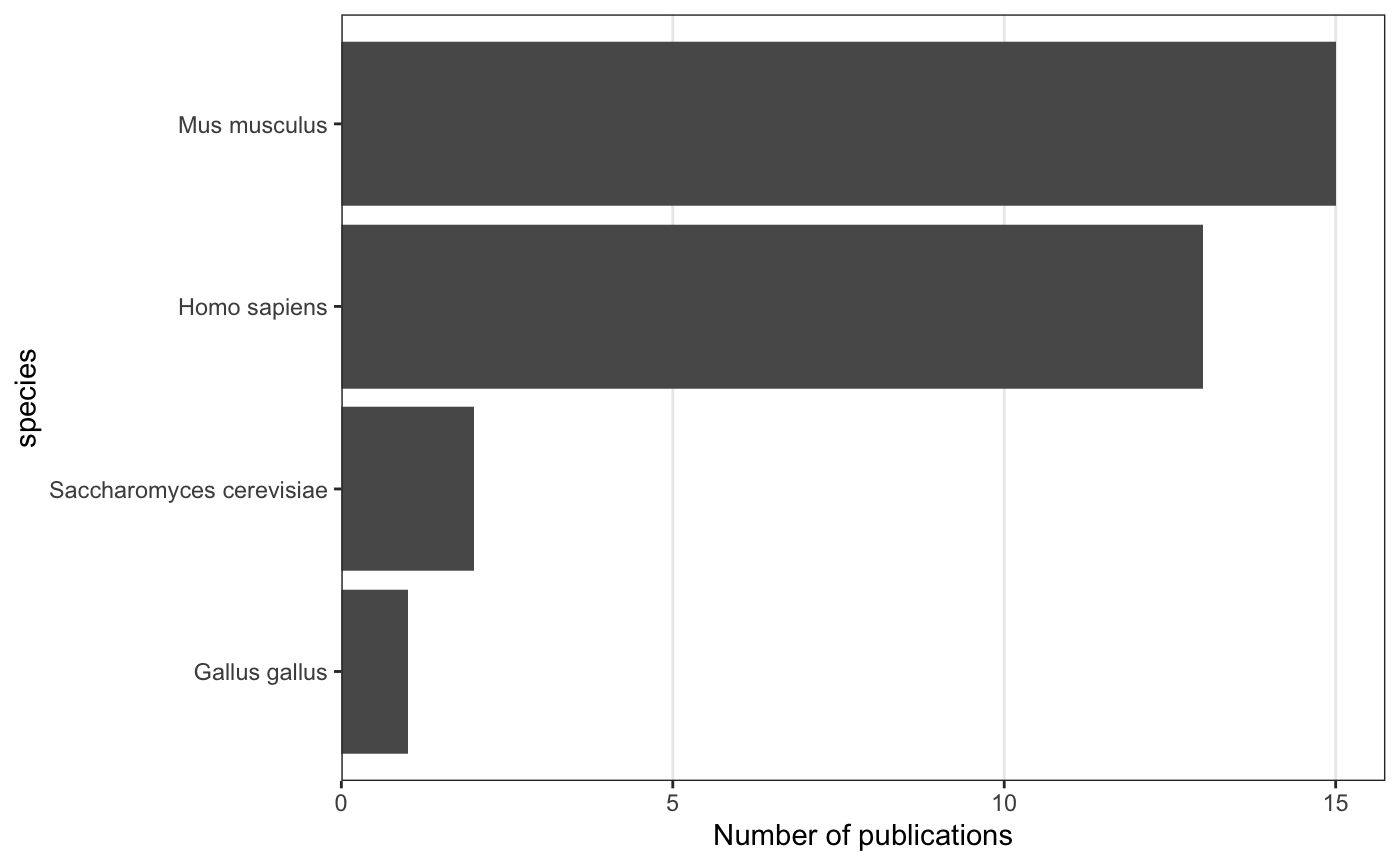 Mus musculus
Homo sapiens
species
Saccharomyces cerevisiae
Gallus gallus
0 5 10 15
Number of publications